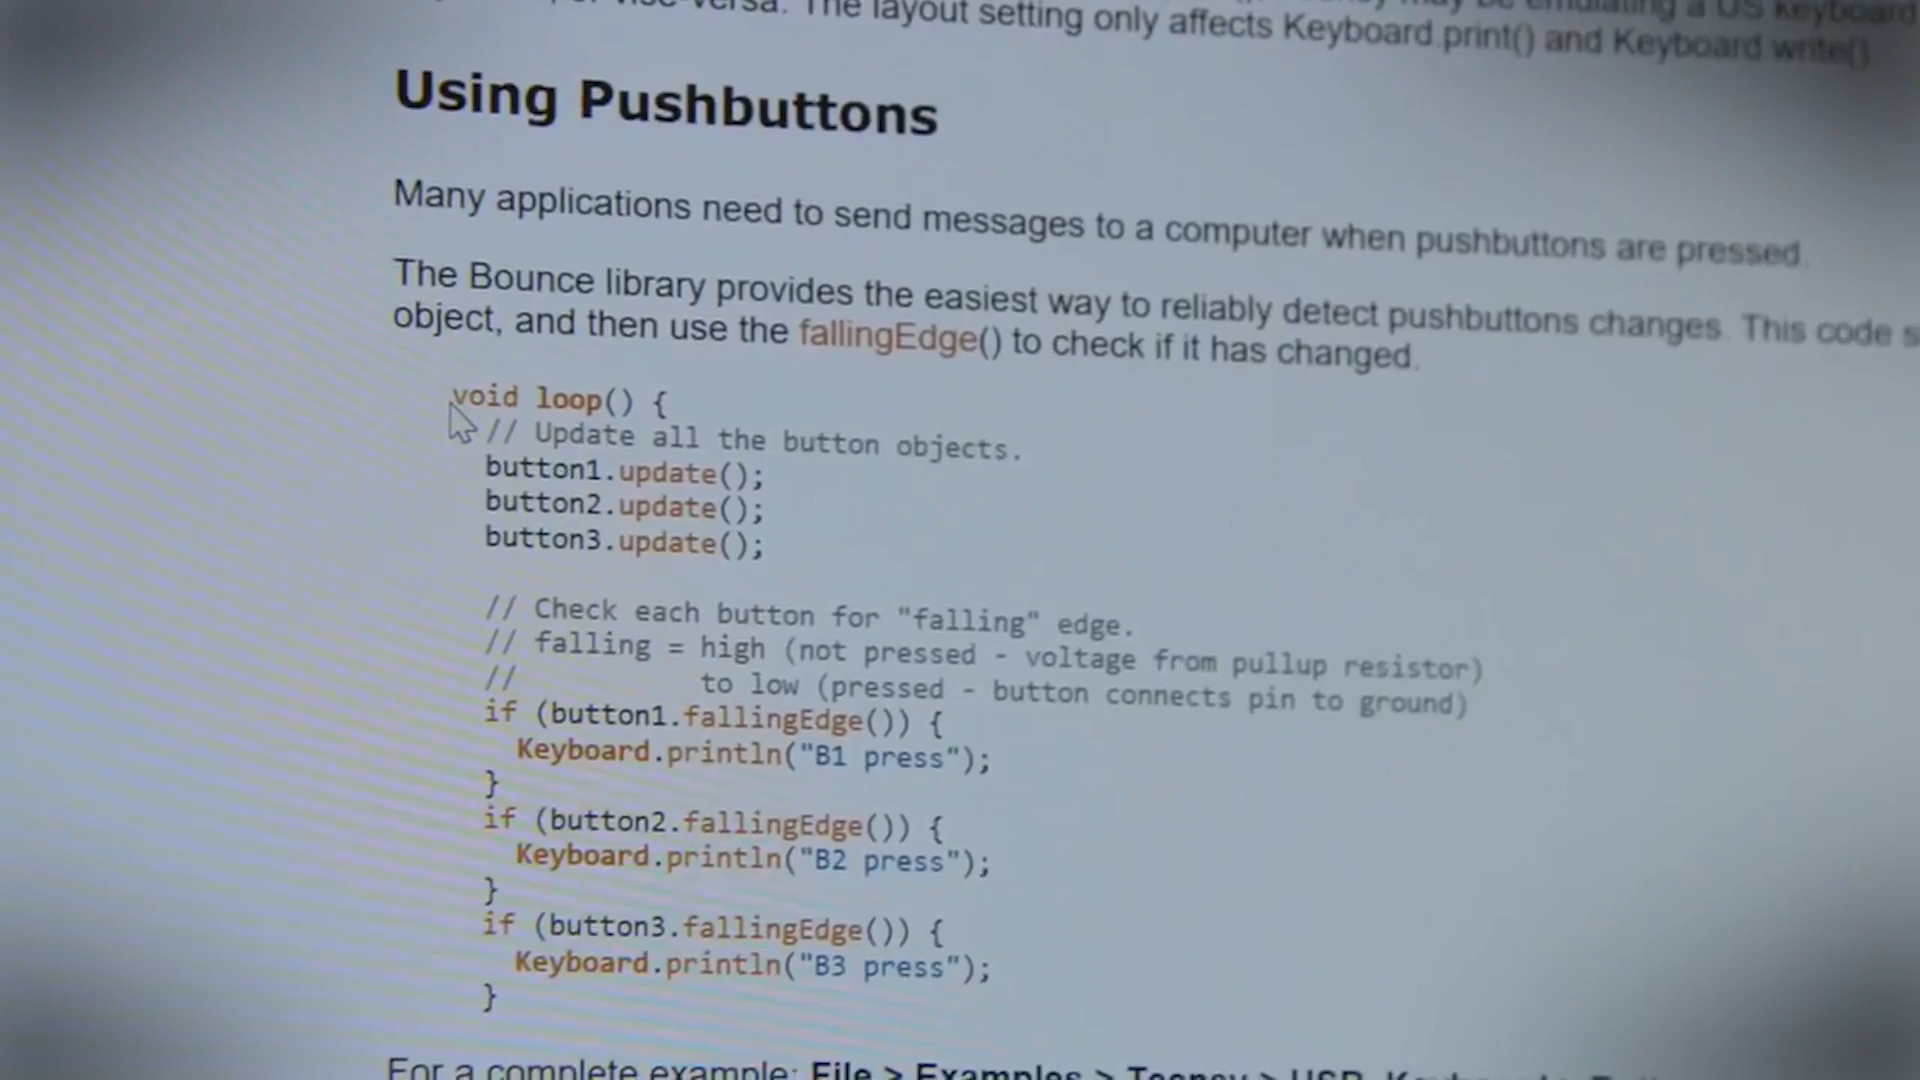 The layout setting only affects Keyboard.print() and Keyboard.write()
Using Pushbuttons
Many applications need to send messages to a computer when pushbuttons are pressed.
The Bounce library provides the easiest way to reliably detect pushbuttons changes. This code
object, and then use the fallingEdge() to check if it has changed.
void loop() {
// Update all the button objects.
button1.update();
button2.update();
button3.update();
// Check each button for "falling" edge.
// falling = high (not pressed - voltage from pullup resistor)
// to low (pressed - button connects pin to ground)
if (button1.fallingEdge()) {
Keyboard.println("B1 press");
}
if (button2.fallingEdge()) {
Keyboard.println("B2 press");
}
if (button3.fallingEdge()) {
Keyboard.println("B3 press");
}
For a complete example: File > Examples > Teensy > USB_Keyboard >